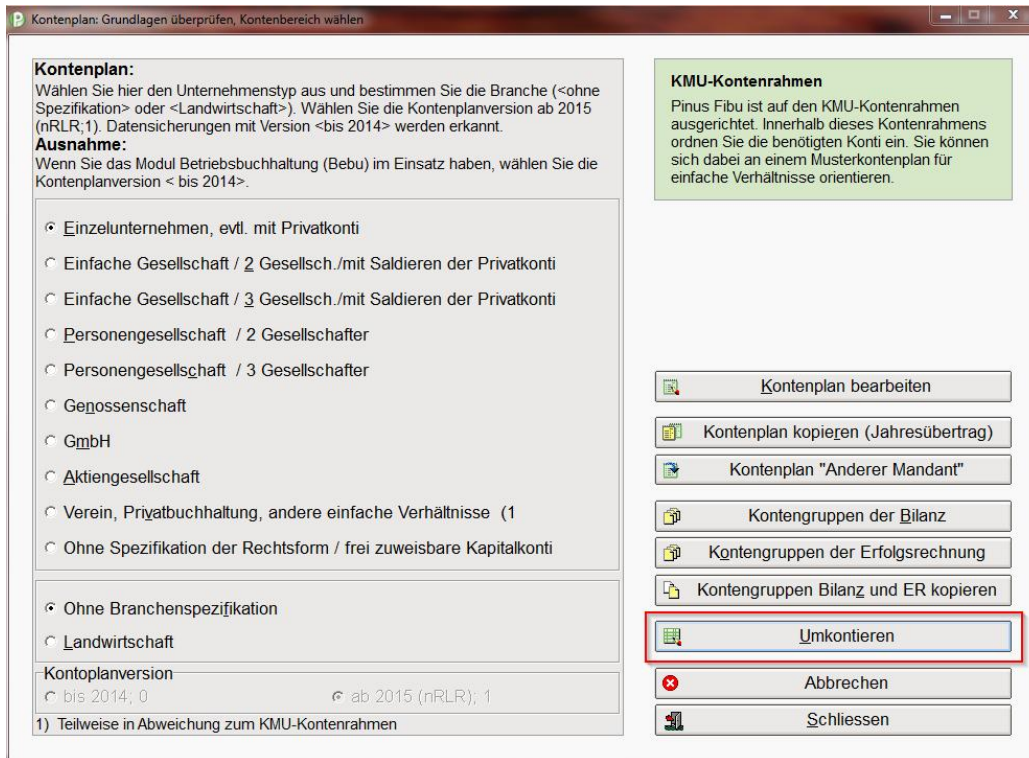 Kontenplan: Grundlagen überprüfen, Kontenbereich wählen
Kontenplan:
Wählen Sie hier den Unternehmenstyp aus und bestimmen Sie die Branche (<ohne
Spezifikation> oder <Landwirtschaft>). Wählen Sie die Kontenplanversion ab 2015
(nRLR;1). Datensicherungen mit Version <bis 2014> werden erkannt.
Ausnahme:
Wenn Sie das Modul Betriebsbuchhaltung (Bebu) im Einsatz haben, wählen Sie die
Kontenplanversion < bis 2014>.
Einzelunternehmen, evtl. mit Privatkonti
Einfache Gesellschaft / 2 Gesellsch./mit Saldieren der Privatkonti
Einfache Gesellschaft / 3 Gesellsch./mit Saldieren der Privatkonti
Personengesellschaft / 2 Gesellschafter
Personengesellschaft / 3 Gesellschafter
Genossenschaft
GmbH
Aktiengesellschaft
Verein, Privatbuchhaltung, andere einfache Verhältnisse (1
Ohne Spezifikation der Rechtsform / frei zuweisbare Kapitalkonti
Ohne Branchenspezifikation
Landwirtschaft
Kontoplanversion
bis 2014; 0
ab 2015 (nRLR); 1
1) Teilweise in Abweichung zum KMU-Kontenrahmen
KMU-Kontenrahmen
Pinus Fibu ist auf den KMU-Kontenrahmen
ausgerichtet. Innerhalb dieses Kontenrahmens
ordnen Sie die benötigten Konti ein. Sie können
sich dabei an einem Musterkontenplan für
einfache Verhältnisse orientieren.
Kontenplan bearbeiten
Kontenplan kopieren (Jahresübertrag)
Kontenplan "Anderer Mandant"
Kontengruppen der Bilanz
Kontengruppen der Erfolgsrechnung
Kontengruppen Bilanz und ER kopieren
Umkontieren
Abbrechen
Schliessen